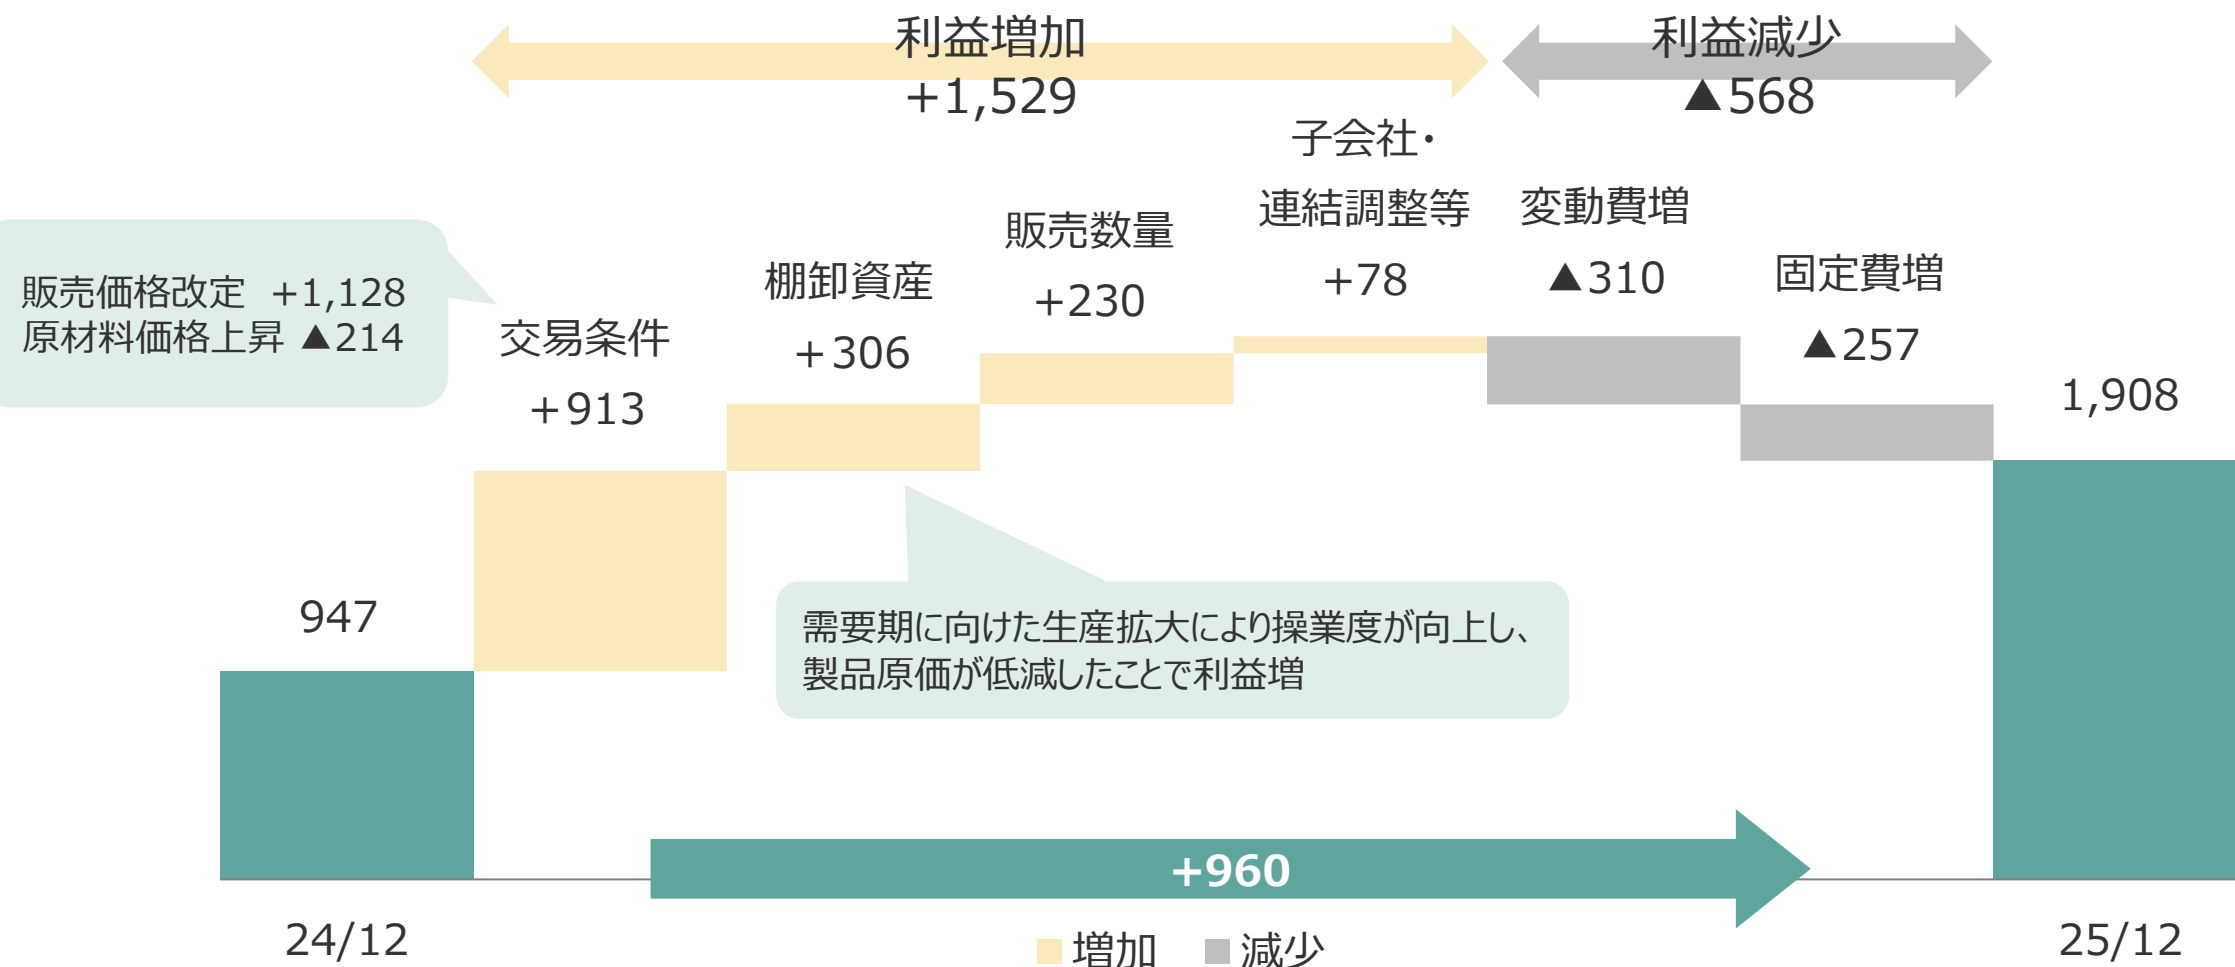 利益増加
+1,529
利益減少
▲568
販売価格改定 +1,128
原材料価格上昇 ▲214
交易条件
+913
棚卸資産
+306
販売数量
+230
子会社・
連結調整等
+78
変動費増
▲310
固定費増
▲257
1,908
947
需要期に向けた生産拡大により操業度が向上し、
製品原価が低減したことで利益増
+960
24/12
25/12
増加 減少